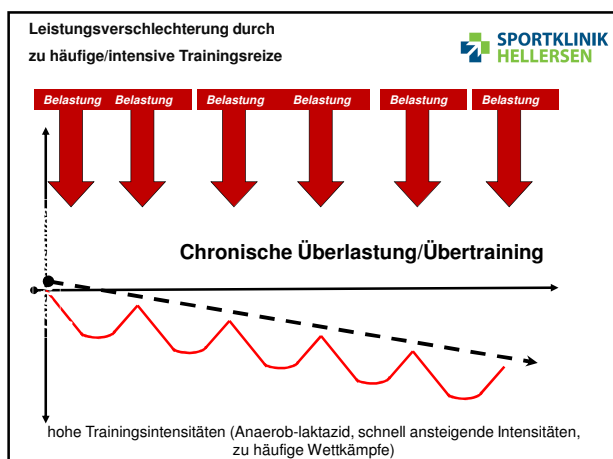 Leistungsverschlechterung durch
zu häufige/intensive Trainingsreize
SPORTKLINIK
HELLERSEN
Belastung Belastung Belastung Belastung Belastung Belastung
Chronische Überlastung/Übertraining
hohe Trainingsintensitäten (Anaerob-laktazid, schnell ansteigende Intensitäten,
zu häufige Wettkämpfe)